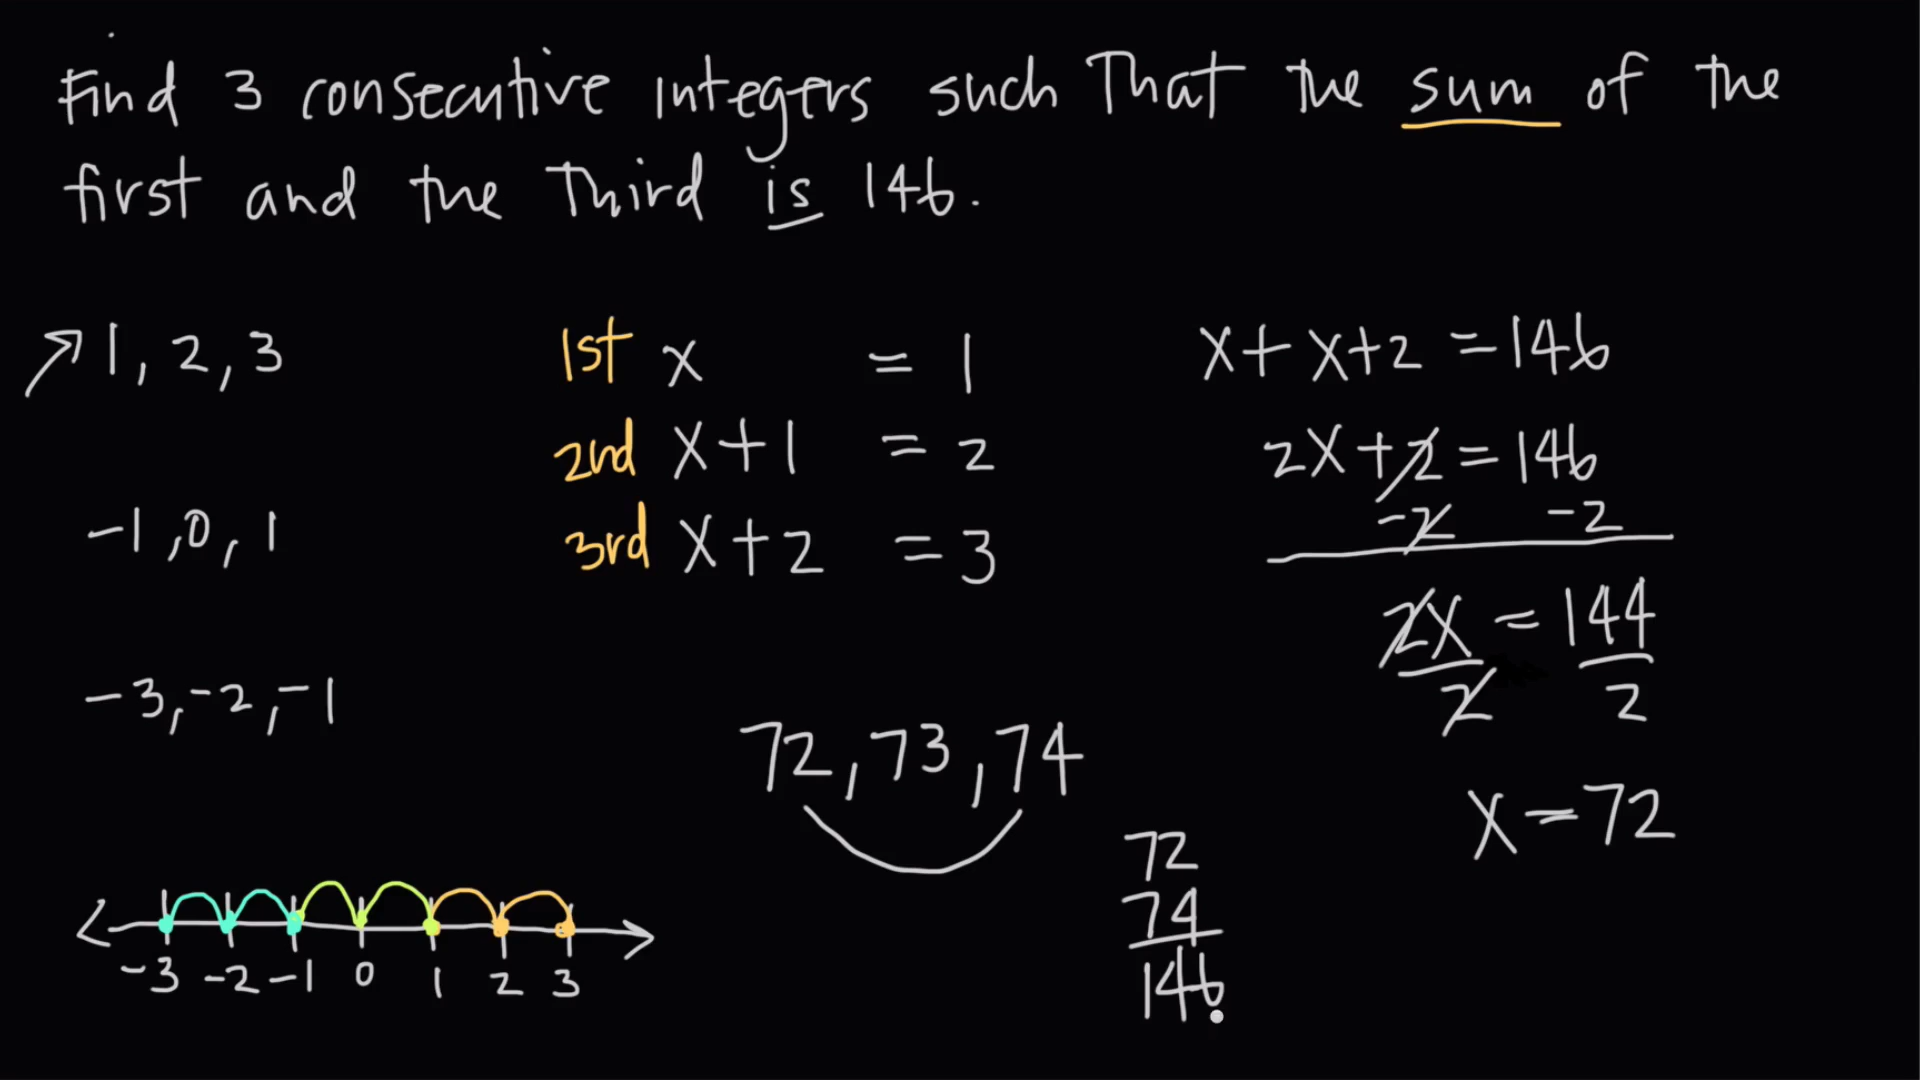 Find 3 consecutive integers such That the sum of the
first and the Third is 146.
1, 2, 3
-1, 0, 1
-3, -2, -1
1st x = 1
2nd x+1 = 2
3rd x+2 = 3
x+x+2=146
2x+2=146
-2 -2
2x = 144
2 2
x=72
72, 73, 74
72
74
146
-3 -2 -1 0 1 2 3